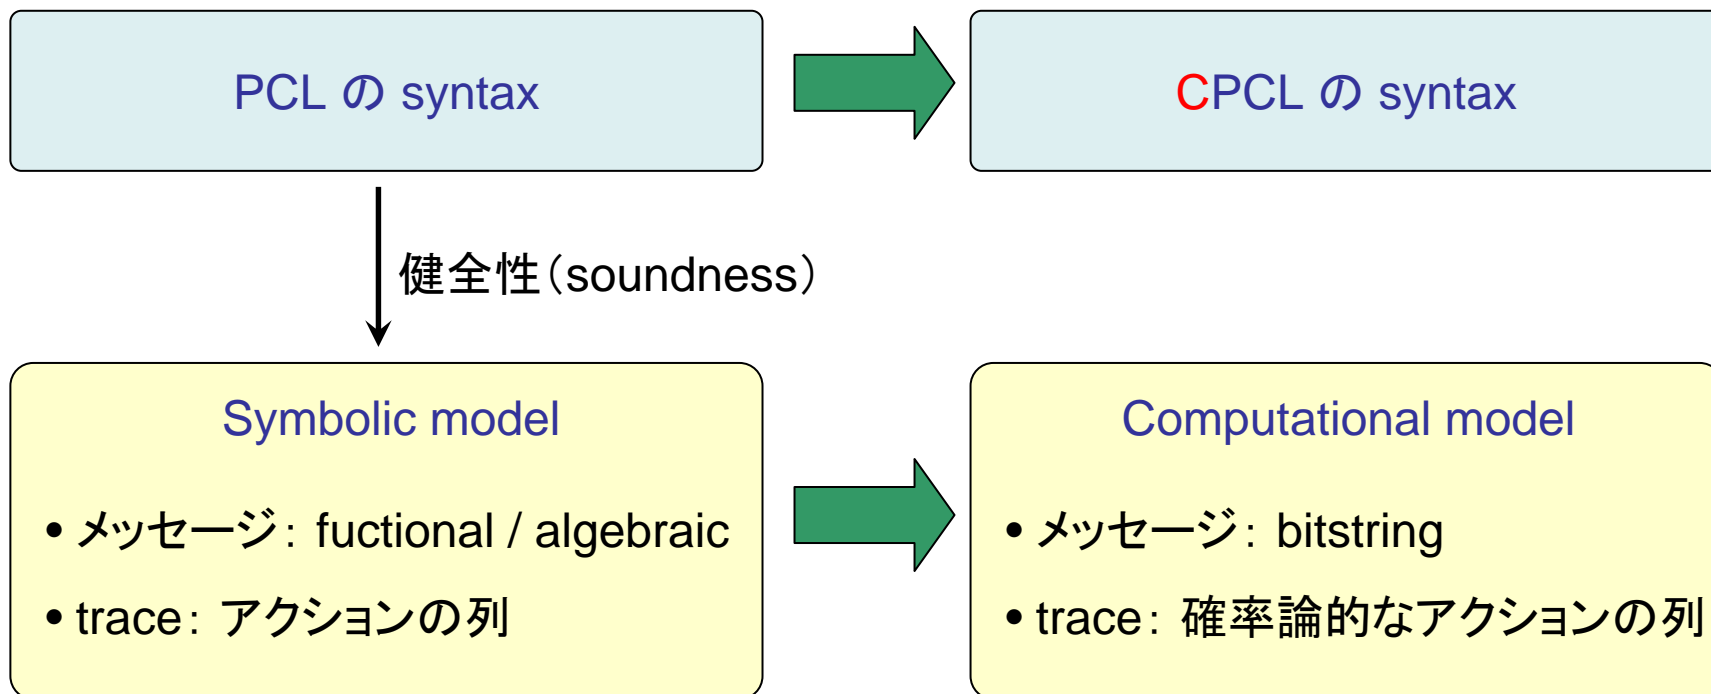 PCL の syntax
CPCL の syntax
健全性（soundness）
Symbolic model
• メッセージ： fuctional / algebraic
• trace： アクションの列
Computational model
• メッセージ： bitstring
• trace： 確率論的なアクションの列